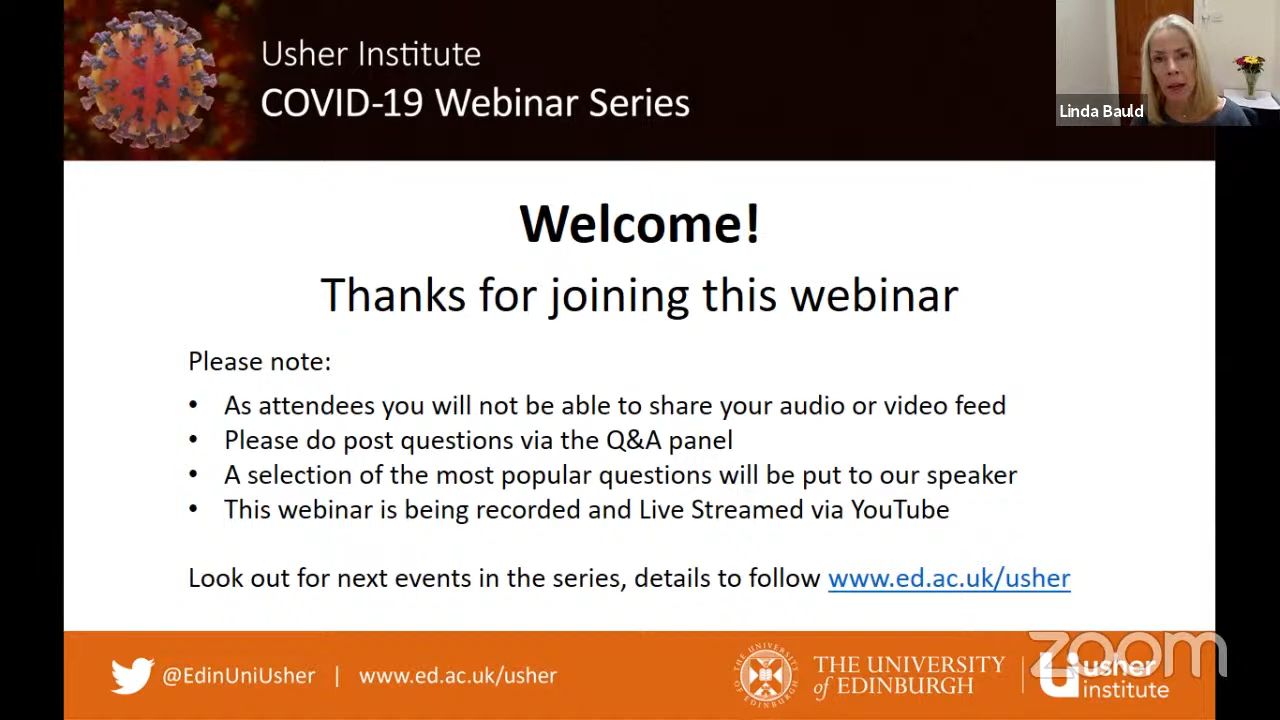 Usher Institute
COVID-19 Webinar Series
Linda Bauld
Welcome!
Thanks for joining this webinar
Please note:
• As attendees you will not be able to share your audio or video feed
• Please do post questions via the Q&A panel
• A selection of the most popular questions will be put to our speaker
• This webinar is being recorded and Live Streamed via YouTube
Look out for next events in the series, details to follow www.ed.ac.uk/usher
@EdinUniUsher | www.ed.ac.uk/usher
THE UNIVERSITY
of EDINBURGH
THE UNIVERSITY
of EDINBURGH
usher
institute
zoom